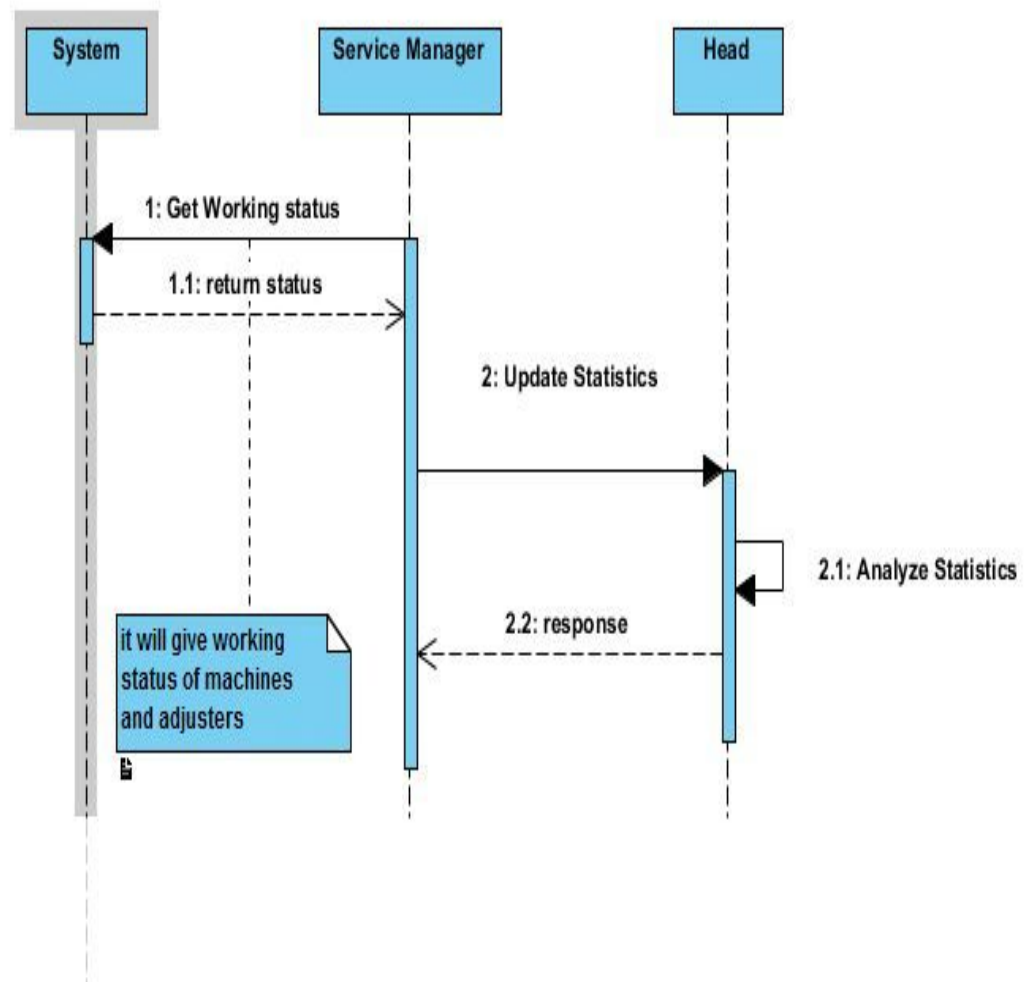 System
Service Manager
Head
1: Get Working status
1.1: return status
2: Update Statistics
2.1: Analyze Statistics
2.2: response
it will give working
status of machines
and adjusters